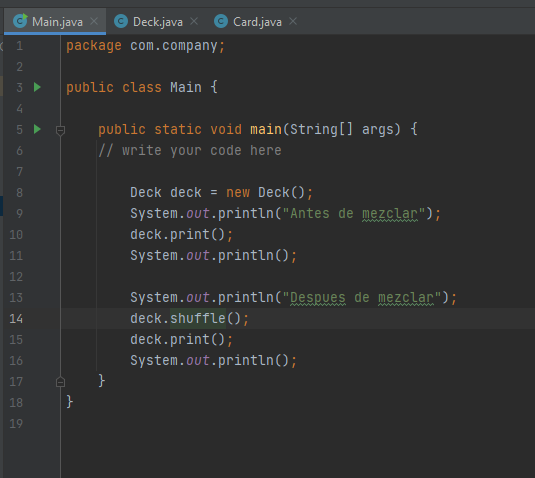 Main.java Deck.java Card.java
1 package com.company;
2
3 public class Main {
4
5 public static void main(String[] args) {
6 // write your code here
7
8 Deck deck = new Deck();
9 System.out.println("Antes de mezclar");
10 deck.print();
11 System.out.println();
12
13 System.out.println("Despues de mezclar");
14 deck.shuffle();
15 deck.print();
16 System.out.println();
17 }
18 }
19